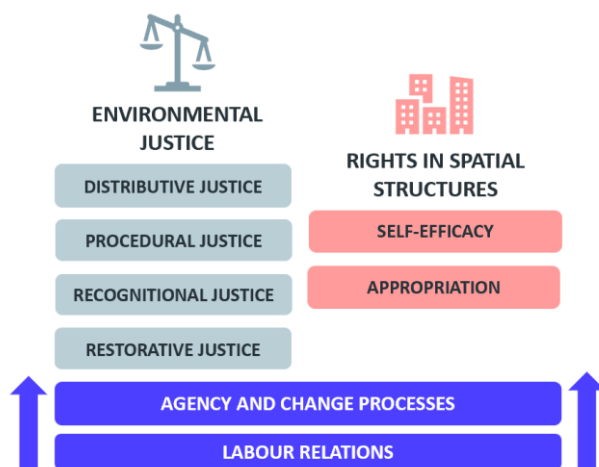 ENVIRONMENTAL
JUSTICE
DISTRIBUTIVE JUSTICE
PROCEDURAL JUSTICE
RECOGNITIONAL JUSTICE
RESTORATIVE JUSTICE
RIGHTS IN SPATIAL
STRUCTURES
SELF-EFFICACY
APPROPRIATION
AGENCY AND CHANGE PROCESSES
LABOUR RELATIONS